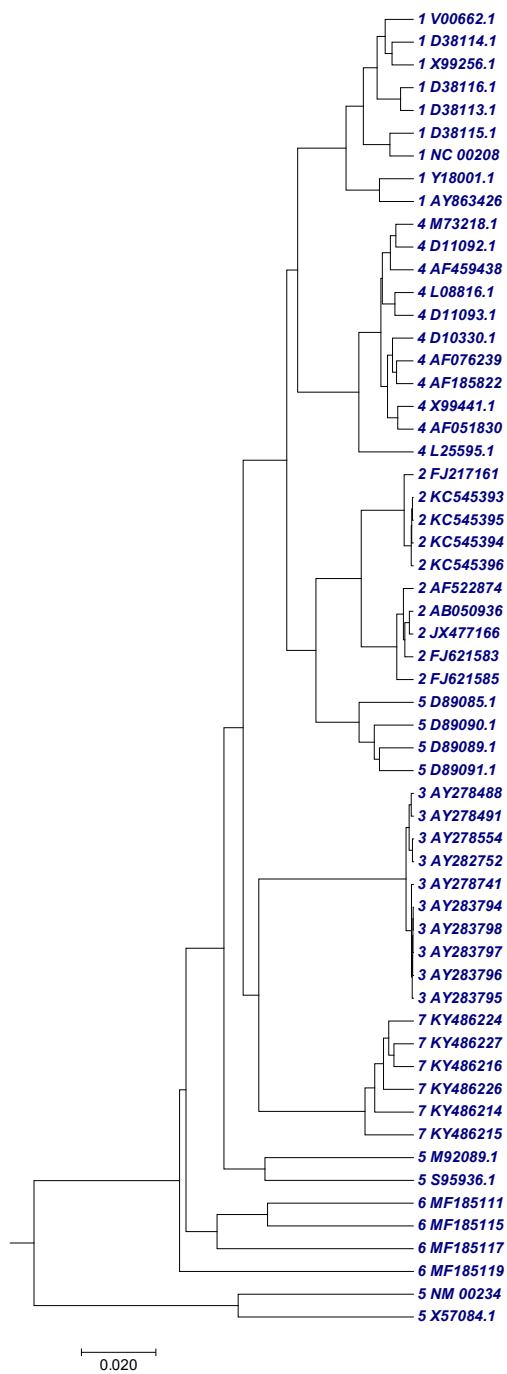 1 V00662.1
1 D38114.1
1 X99256.1
1 D38116.1
1 D38113.1
1 D38115.1
1 NC 00208
1 Y18001.1
1 AY863426
4 M73218.1
4 D11092.1
4 AF459438
4 L08816.1
4 D11093.1
4 D10330.1
4 AF076239
4 AF185822
4 X99441.1
4 AF051830
4 L25595.1
2 FJ217161
2 KC545393
2 KC545395
2 KC545394
2 KC545396
2 AF522874
2 AB050936
2 JX477166
2 FJ621583
2 FJ621585
5 D89085.1
5 D89090.1
5 D89089.1
5 D89091.1
3 AY278488
3 AY278491
3 AY278554
3 AY282752
3 AY278741
3 AY283794
3 AY283798
3 AY283797
3 AY283796
3 AY283795
7 KY486224
7 KY486227
7 KY486216
7 KY486226
7 KY486214
7 KY486215
5 M92089.1
5 S95936.1
6 MF185111
6 MF185115
6 MF185117
6 MF185119
5 NM 00234
5 X57084.1
0.020